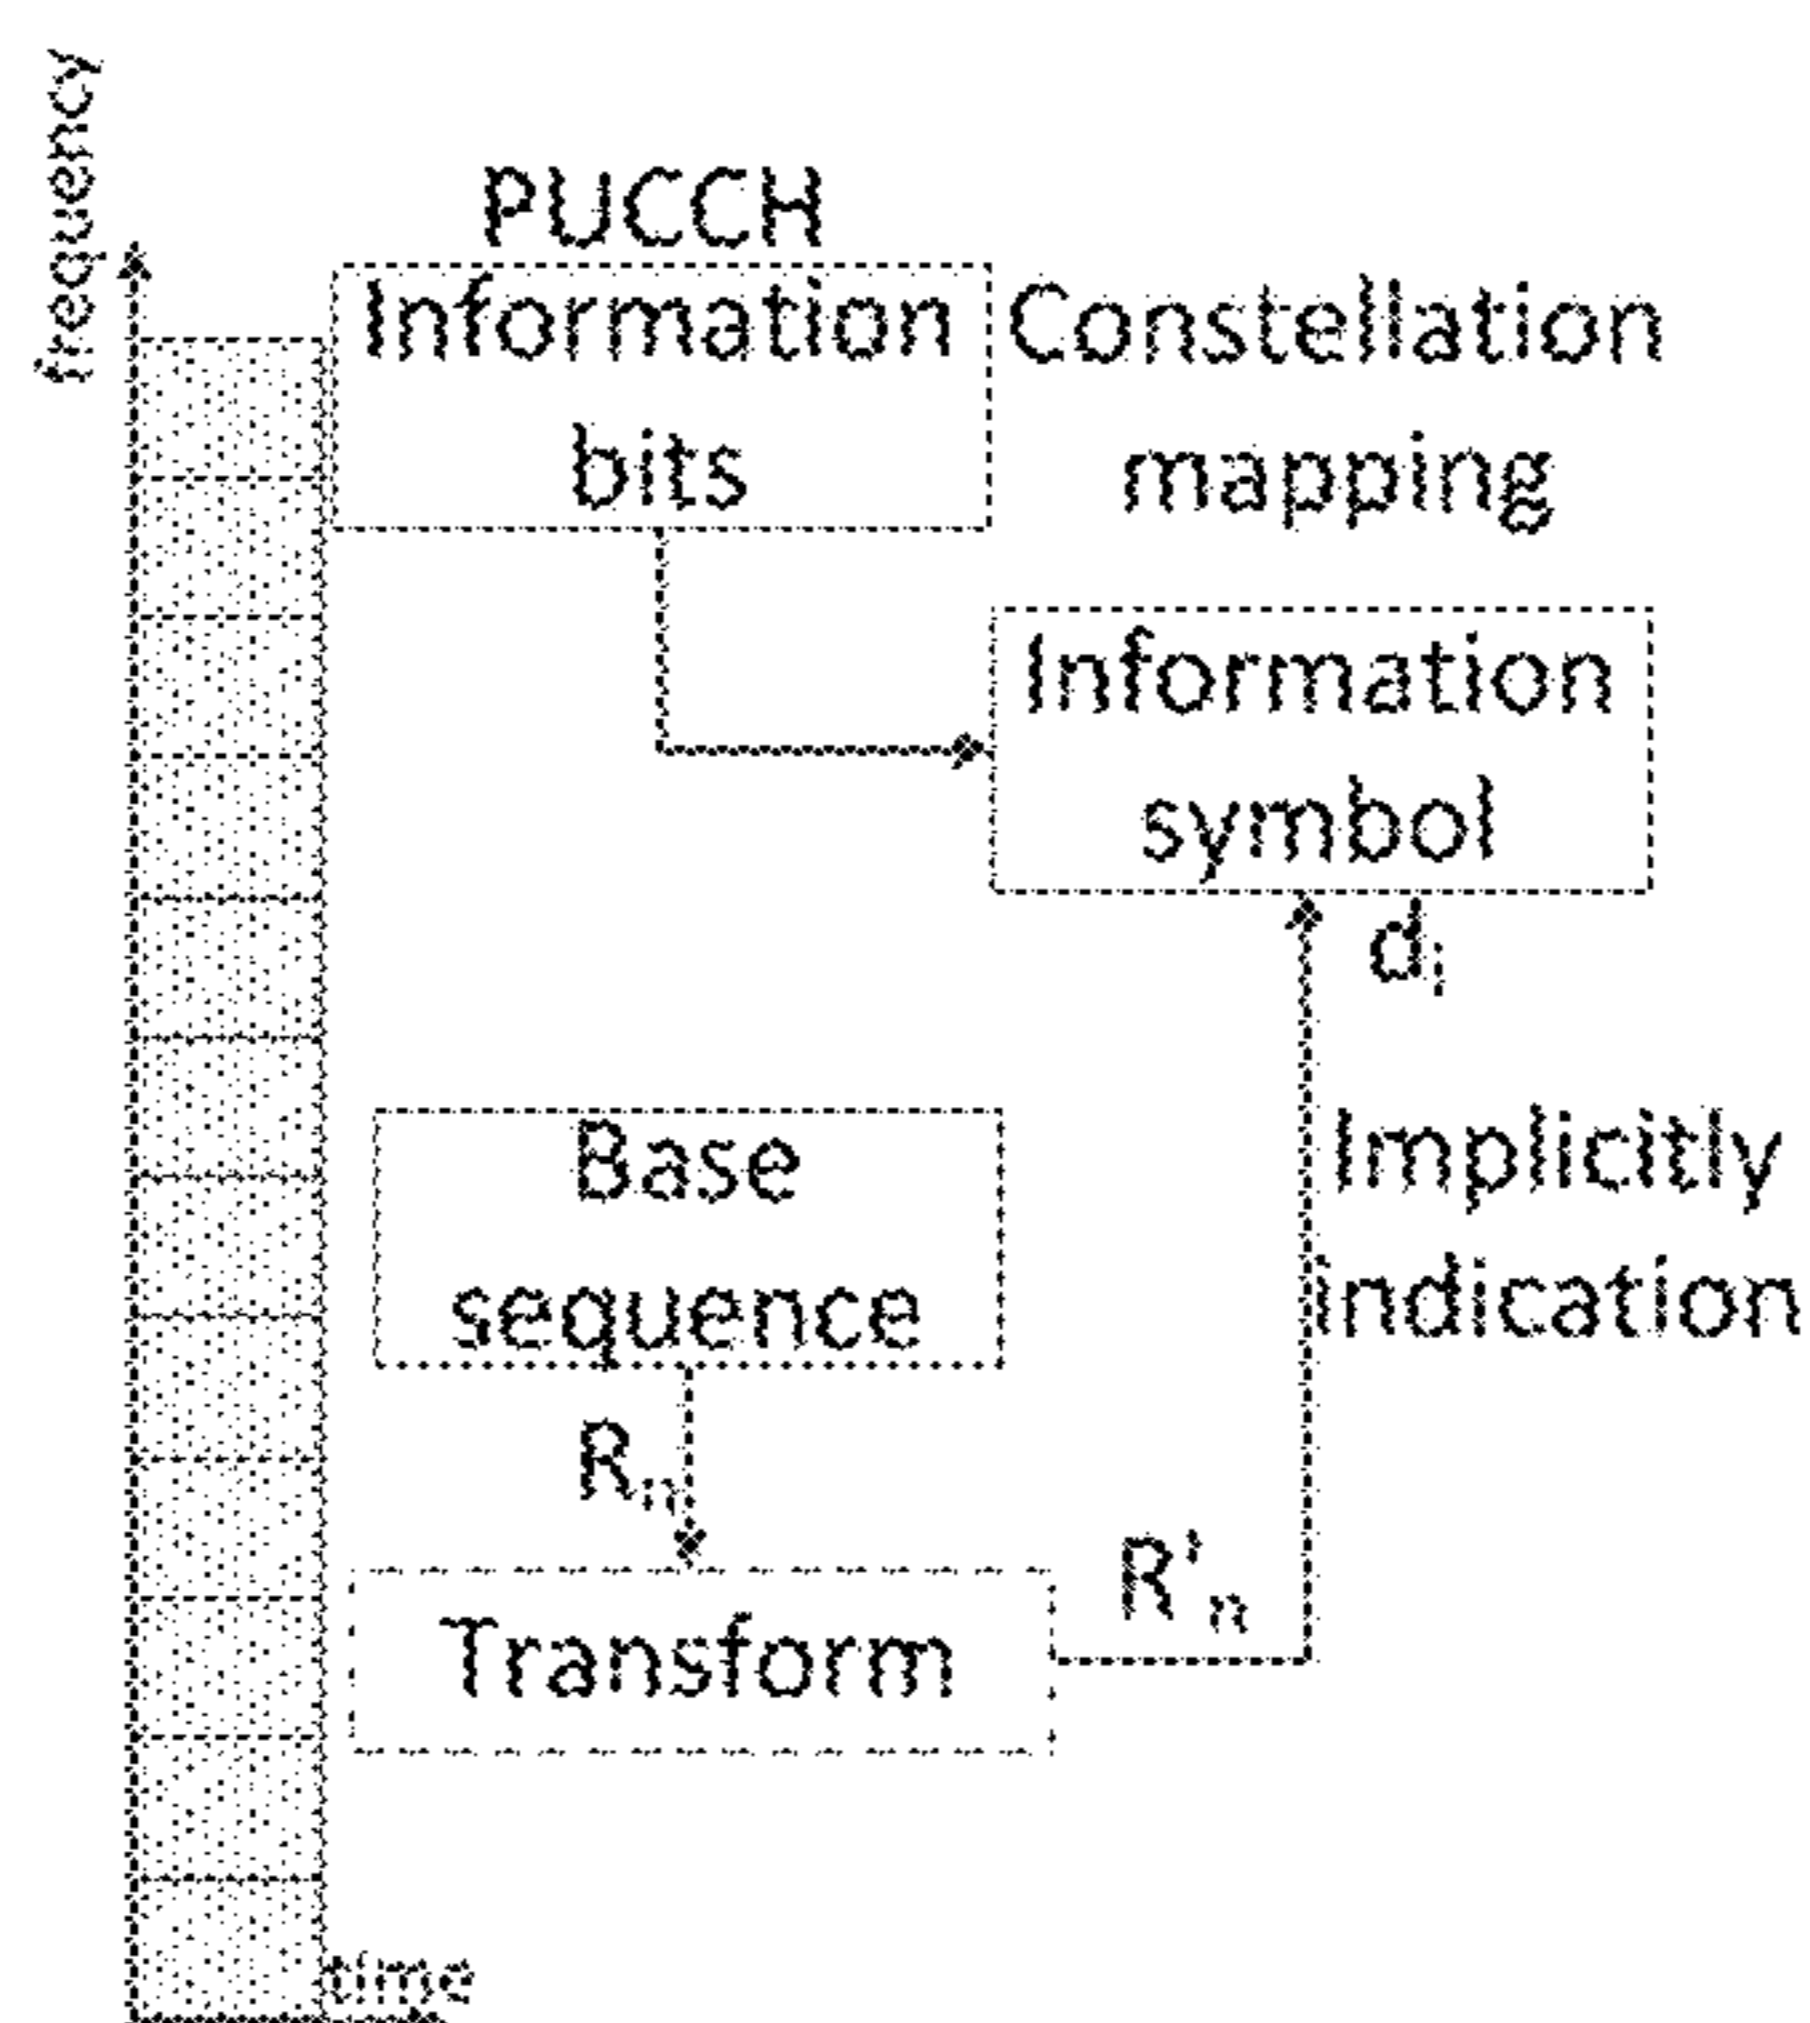 frequency
PUCCH
Information
bits
Constellation
mapping
Information
symbol
dᵢ
Base
sequence
Implicitly
indication
Rₙ
R'ₙ
Transform
time